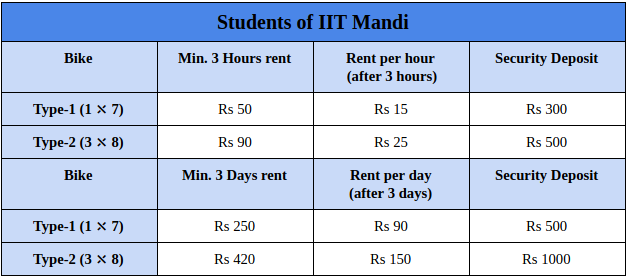 Students of IIT Mandi
Bike Min. 3 Hours rent Rent per hour Security Deposit
(after 3 hours)
Type-1 (1 × 7) Rs 50 Rs 15 Rs 300
Type-2 (3 × 8) Rs 90 Rs 25 Rs 500
Bike Min. 3 Days rent Rent per day Security Deposit
(after 3 days)
Type-1 (1 × 7) Rs 250 Rs 90 Rs 500
Type-2 (3 × 8) Rs 420 Rs 150 Rs 1000